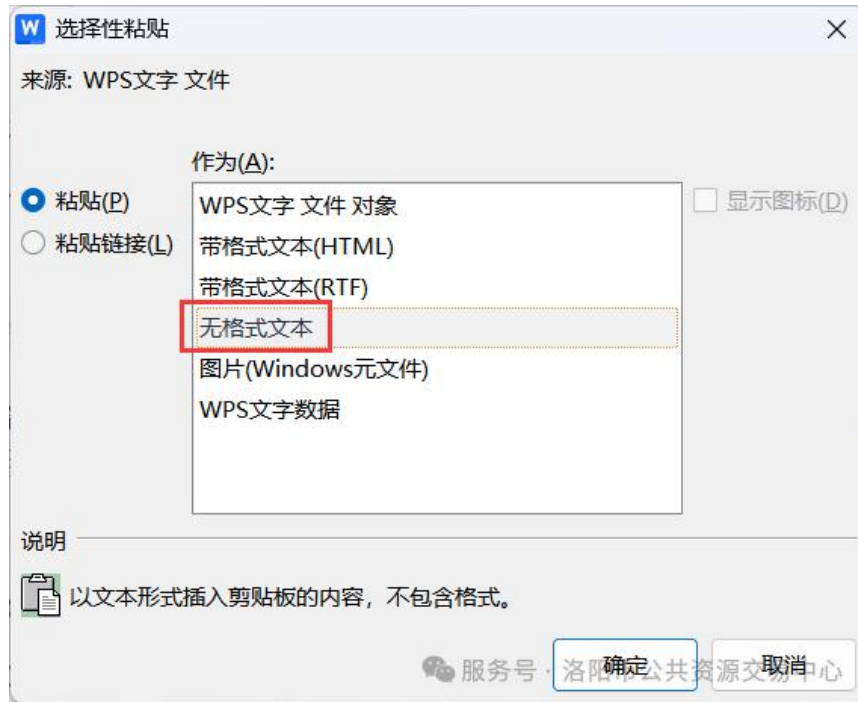 W 选择性粘贴
来源: WPS文字 文件
作为(A):
粘贴(P)
粘贴链接(L)
WPS文字 文件 对象
带格式文本(HTML)
带格式文本(RTF)
无格式文本
图片(Windows元文件)
WPS文字数据
显示图标(D)
说明
以文本形式插入剪贴板的内容，不包含格式。
确定
取消
服务号 · 洛阳市公共资源交易中心